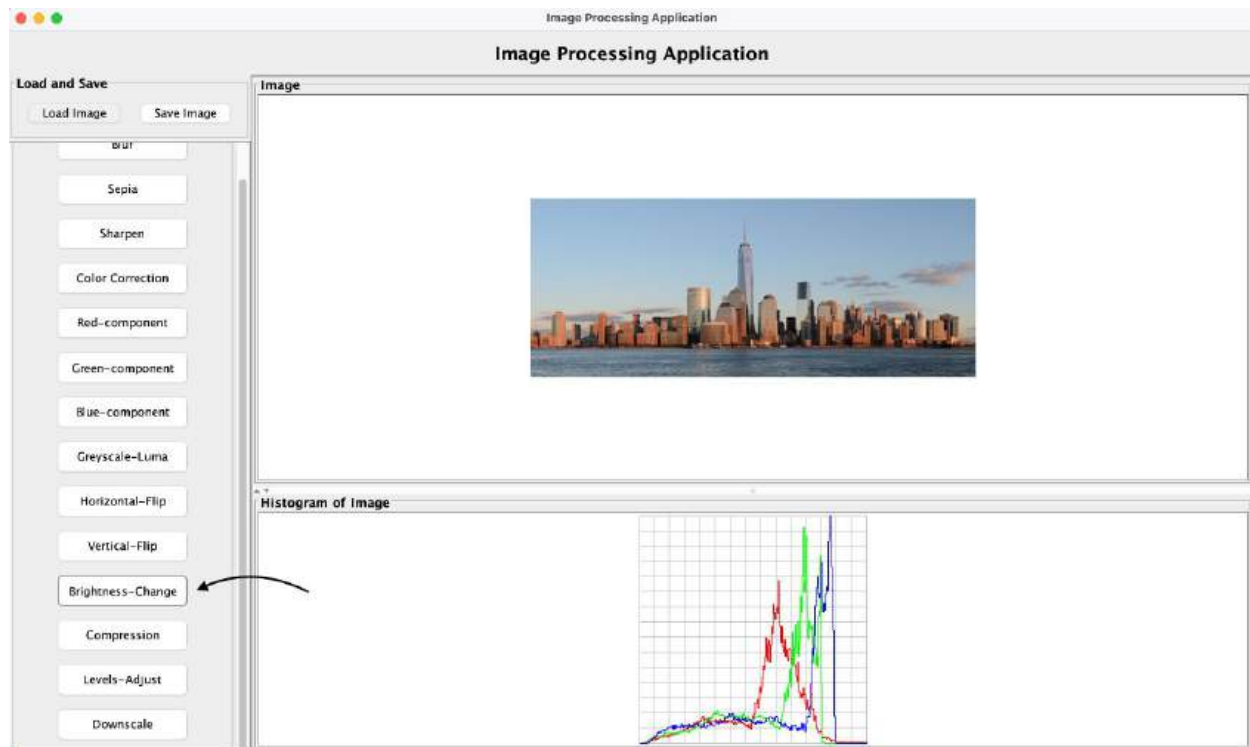 Image Processing Application
Image Processing Application
Load and Save
Load Image
Save Image
Blur
Sepia
Sharpen
Color Correction
Red-component
Green-component
Blue-component
Greyscale-Luma
Horizontal-Flip
Vertical-Flip
Brightness-Change
Compression
Levels-Adjust
Downscale
Image
Histogram of Image